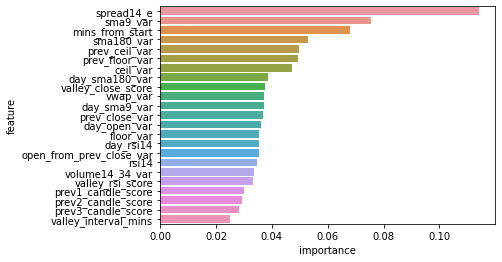 spread14_e
sma9_var
mins_from_start
sma180_var
prev_ceil_var
prev_floor_var
ceil_var
day_sma180_var
valley_close_score
vwap_var
day_sma9_var
prev_close_var
day_open_var
floor_var
day_rsi14
open_from_prev_close_var
rsi14
volume14_34_var
valley_rsi_score
prev1_candle_score
prev2_candle_score
prev3_candle_score
valley_interval_mins
feature
0.00 0.02 0.04 0.06 0.08 0.10
importance